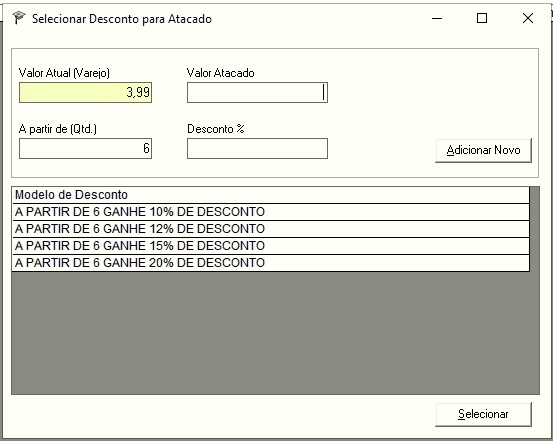 Selecionar Desconto para Atacado
Valor Atual (Varejo)
Valor Atacado
3,99
A partir de (Qtd.)
Desconto %
6
Adicionar Novo
Modelo de Desconto
A PARTIR DE 6 GANHE 10% DE DESCONTO
A PARTIR DE 6 GANHE 12% DE DESCONTO
A PARTIR DE 6 GANHE 15% DE DESCONTO
A PARTIR DE 6 GANHE 20% DE DESCONTO
Selecionar